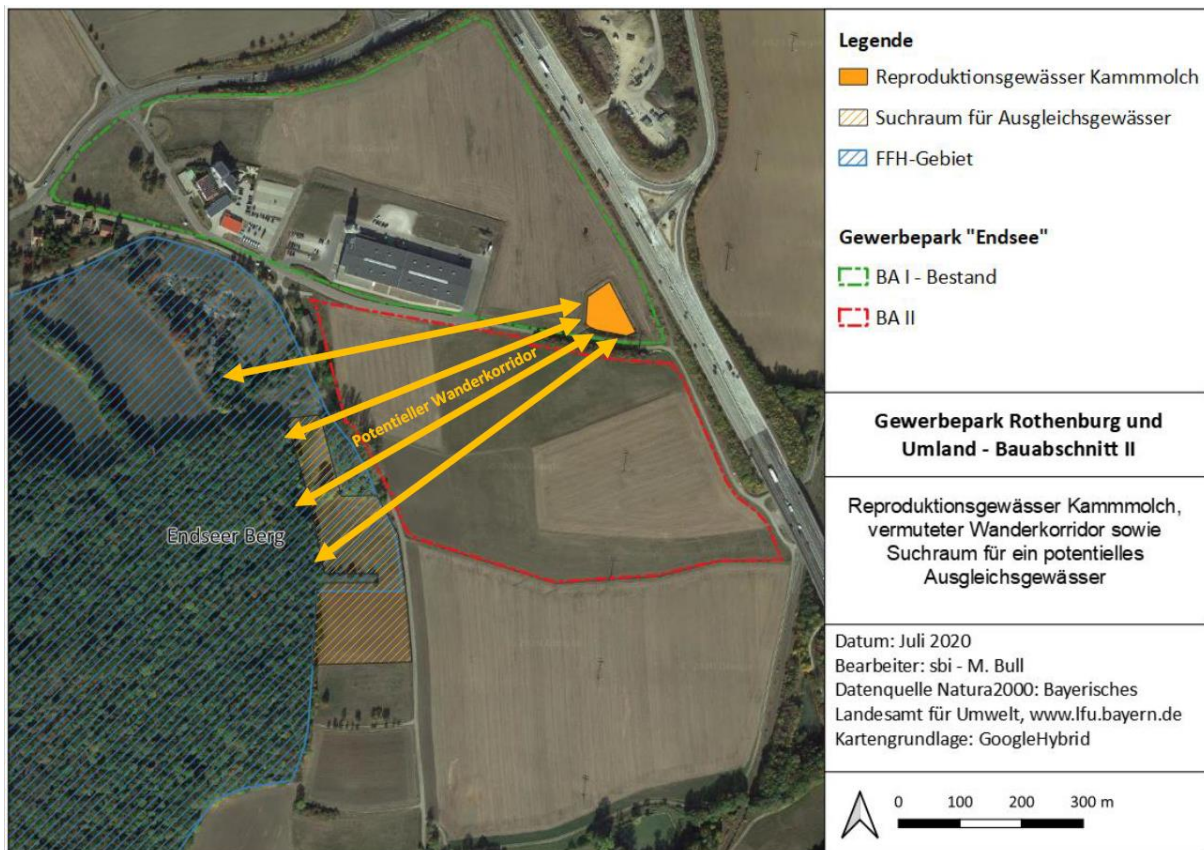 Potentieller Wanderkorridor
Endseer Berg
Legende
Reproduktionsgewässer Kammmolch
Suchraum für Ausgleichsgewässer
FFH-Gebiet
Gewerbepark "Endsee"
BA I - Bestand
BA II
Gewerbepark Rothenburg und
Umland - Bauabschnitt II
Reproduktionsgewässer Kammmolch,
vermuteter Wanderkorridor sowie
Suchraum für ein potentielles
Ausgleichsgewässer
Datum: Juli 2020
Bearbeiter: sbi - M. Bull
Datenquelle Natura2000: Bayerisches
Landesamt für Umwelt, www.lfu.bayern.de
Kartengrundlage: GoogleHybrid
0 100 200 300 m